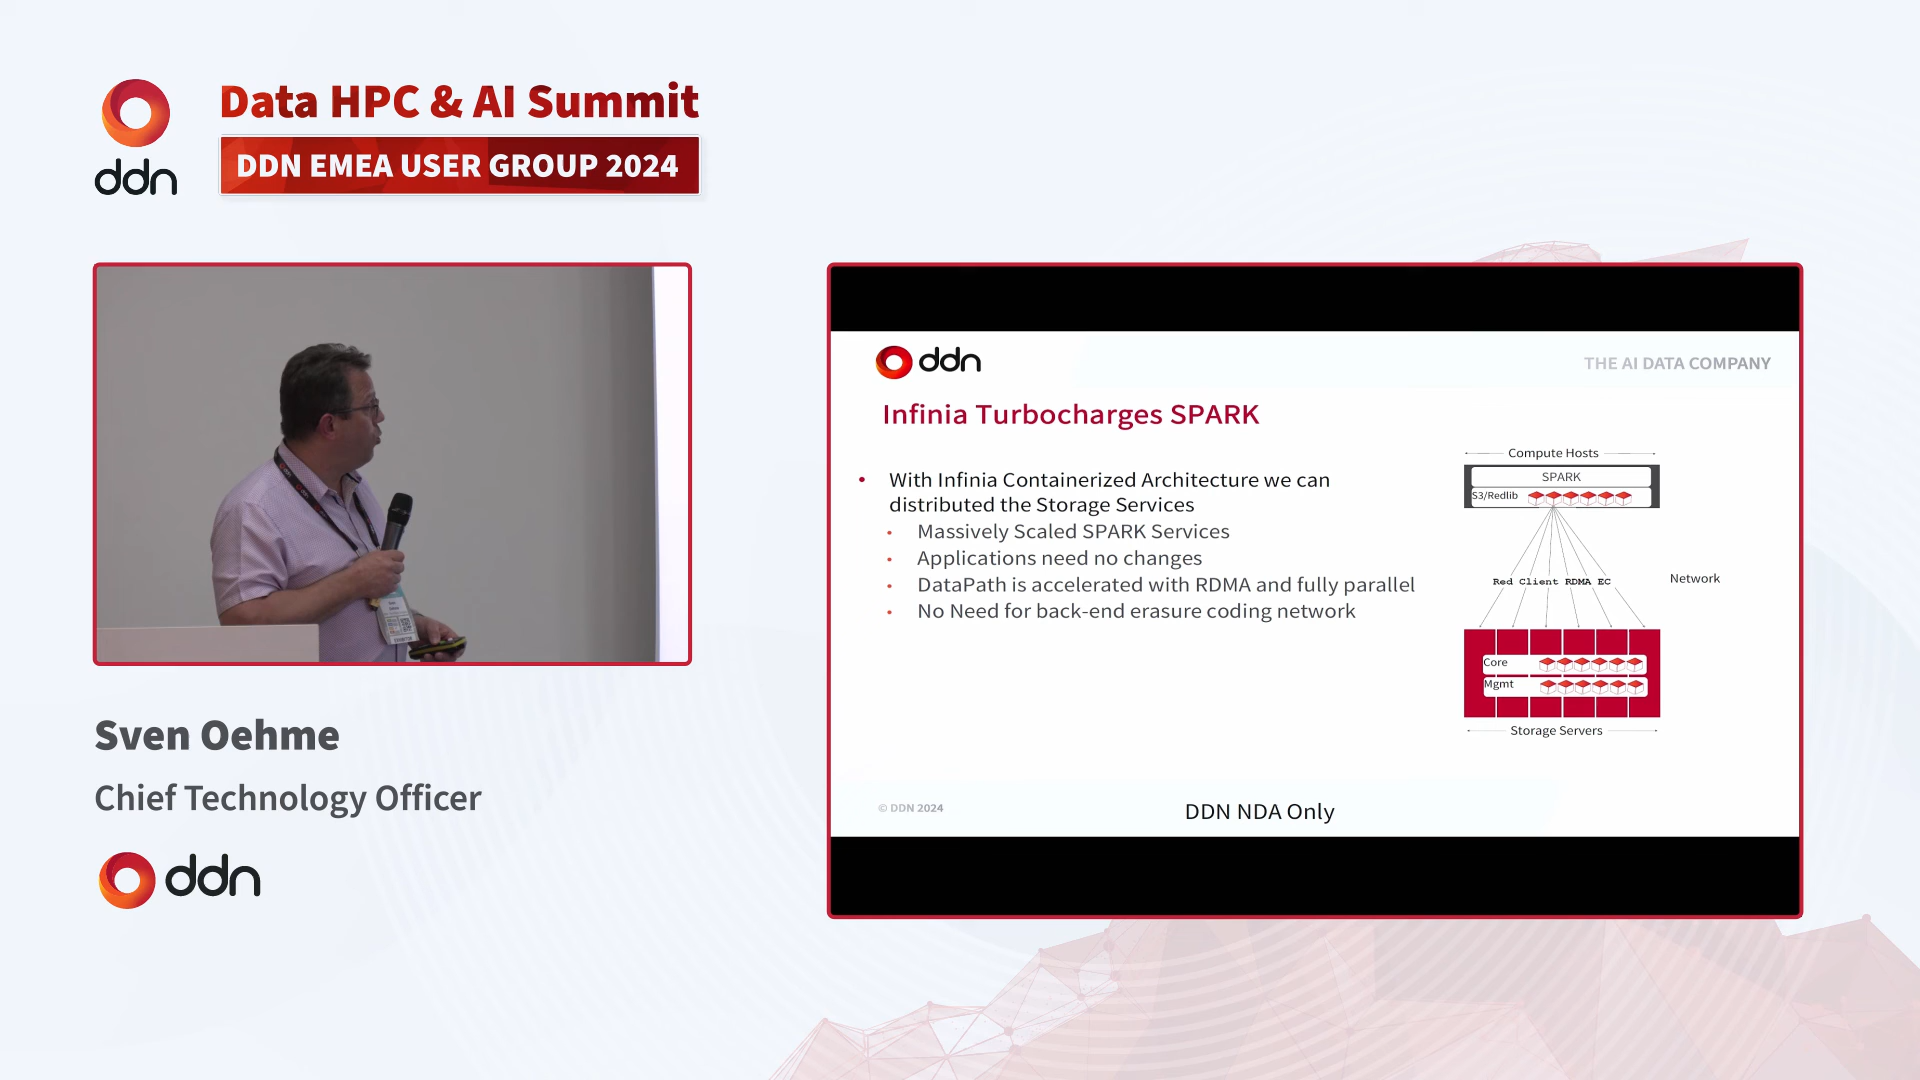 Data HPC & AI Summit
DDN EMEA USER GROUP 2024
ddn
ddn
THE AI DATA COMPANY
Infinia Turbocharges SPARK
• With Infinia Containerized Architecture we can
distributed the Storage Services
• Massively Scaled SPARK Services
• Applications need no changes
• DataPath is accelerated with RDMA and fully parallel
• No Need for back-end erasure coding network
Compute Hosts
SPARK
S3/Redlib
Red Client RDMA EC
Network
Core
Mgmt
Storage Servers
© DDN 2024
DDN NDA Only
Sven Oehme
Chief Technology Officer
ddn